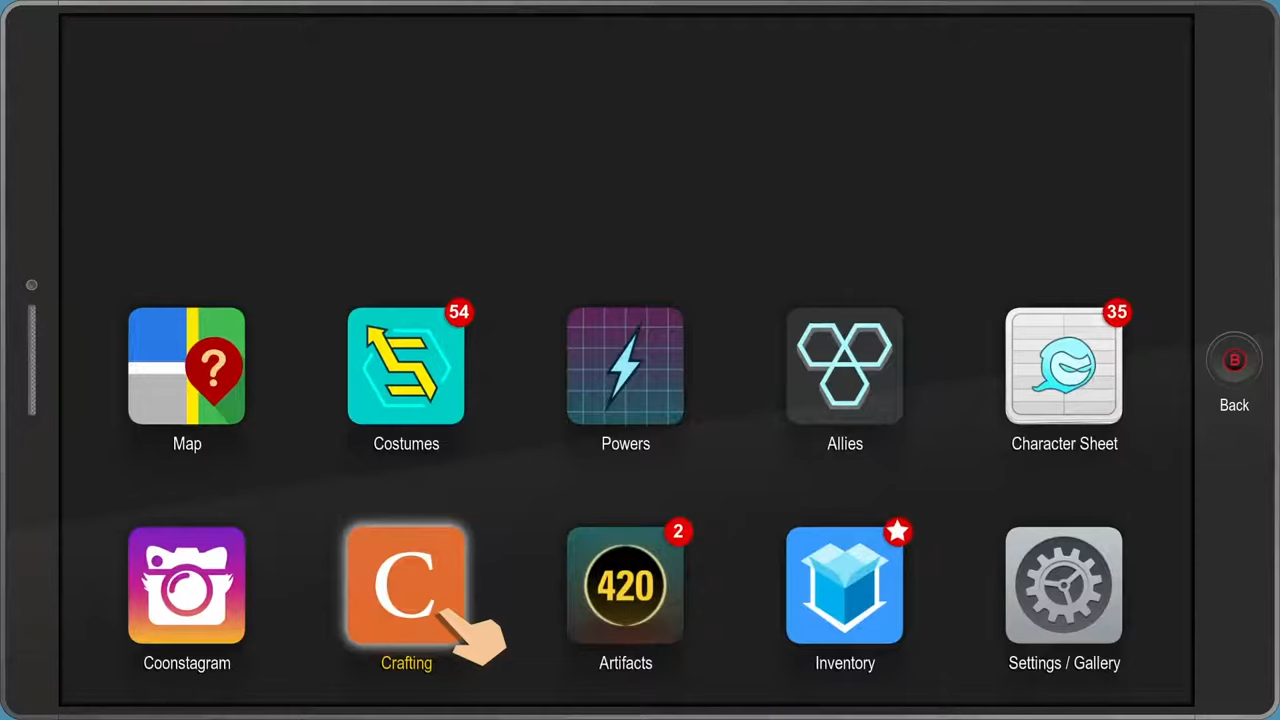 54
35
?
B
Map
Costumes
Powers
Allies
Character Sheet
Back
2
C
420
Coonstagram
Crafting
Artifacts
Inventory
Settings / Gallery